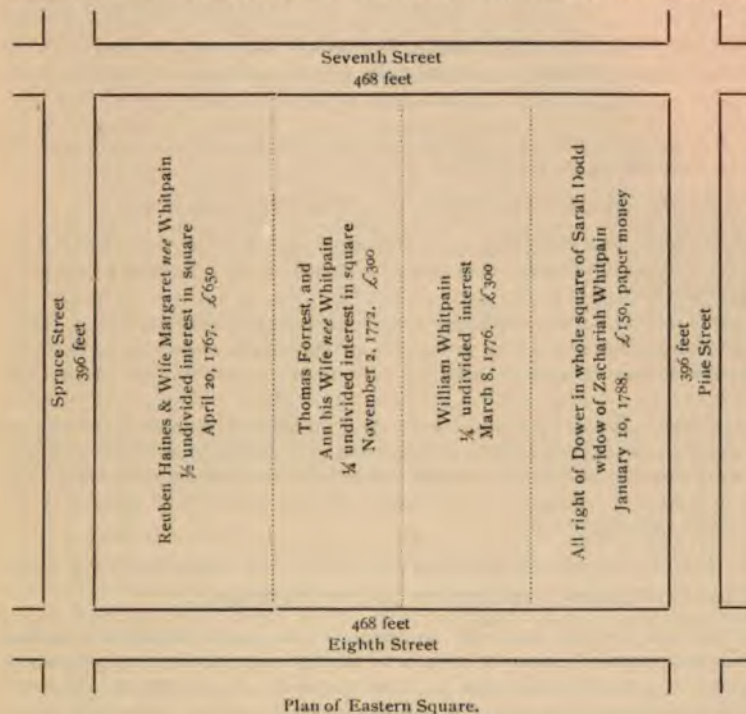 Seventh Street
468 feet
Spruce Street
396 feet
Reuben Haines & Wife Margaret nee Whitpain
½ undivided interest in square
April 20, 1767. £650
Thomas Forrest, and
Ann his Wife nee Whitpain
¼ undivided interest in square
November 2, 1772. £300
William Whitpain
¼ undivided interest
March 8, 1776. £300
All right of Dower in whole square of Sarah Dodd
widow of Zachariah Whitpain
January 10, 1788. £150, paper money
396 feet
Pine Street
468 feet
Eighth Street
Plan of Eastern Square.